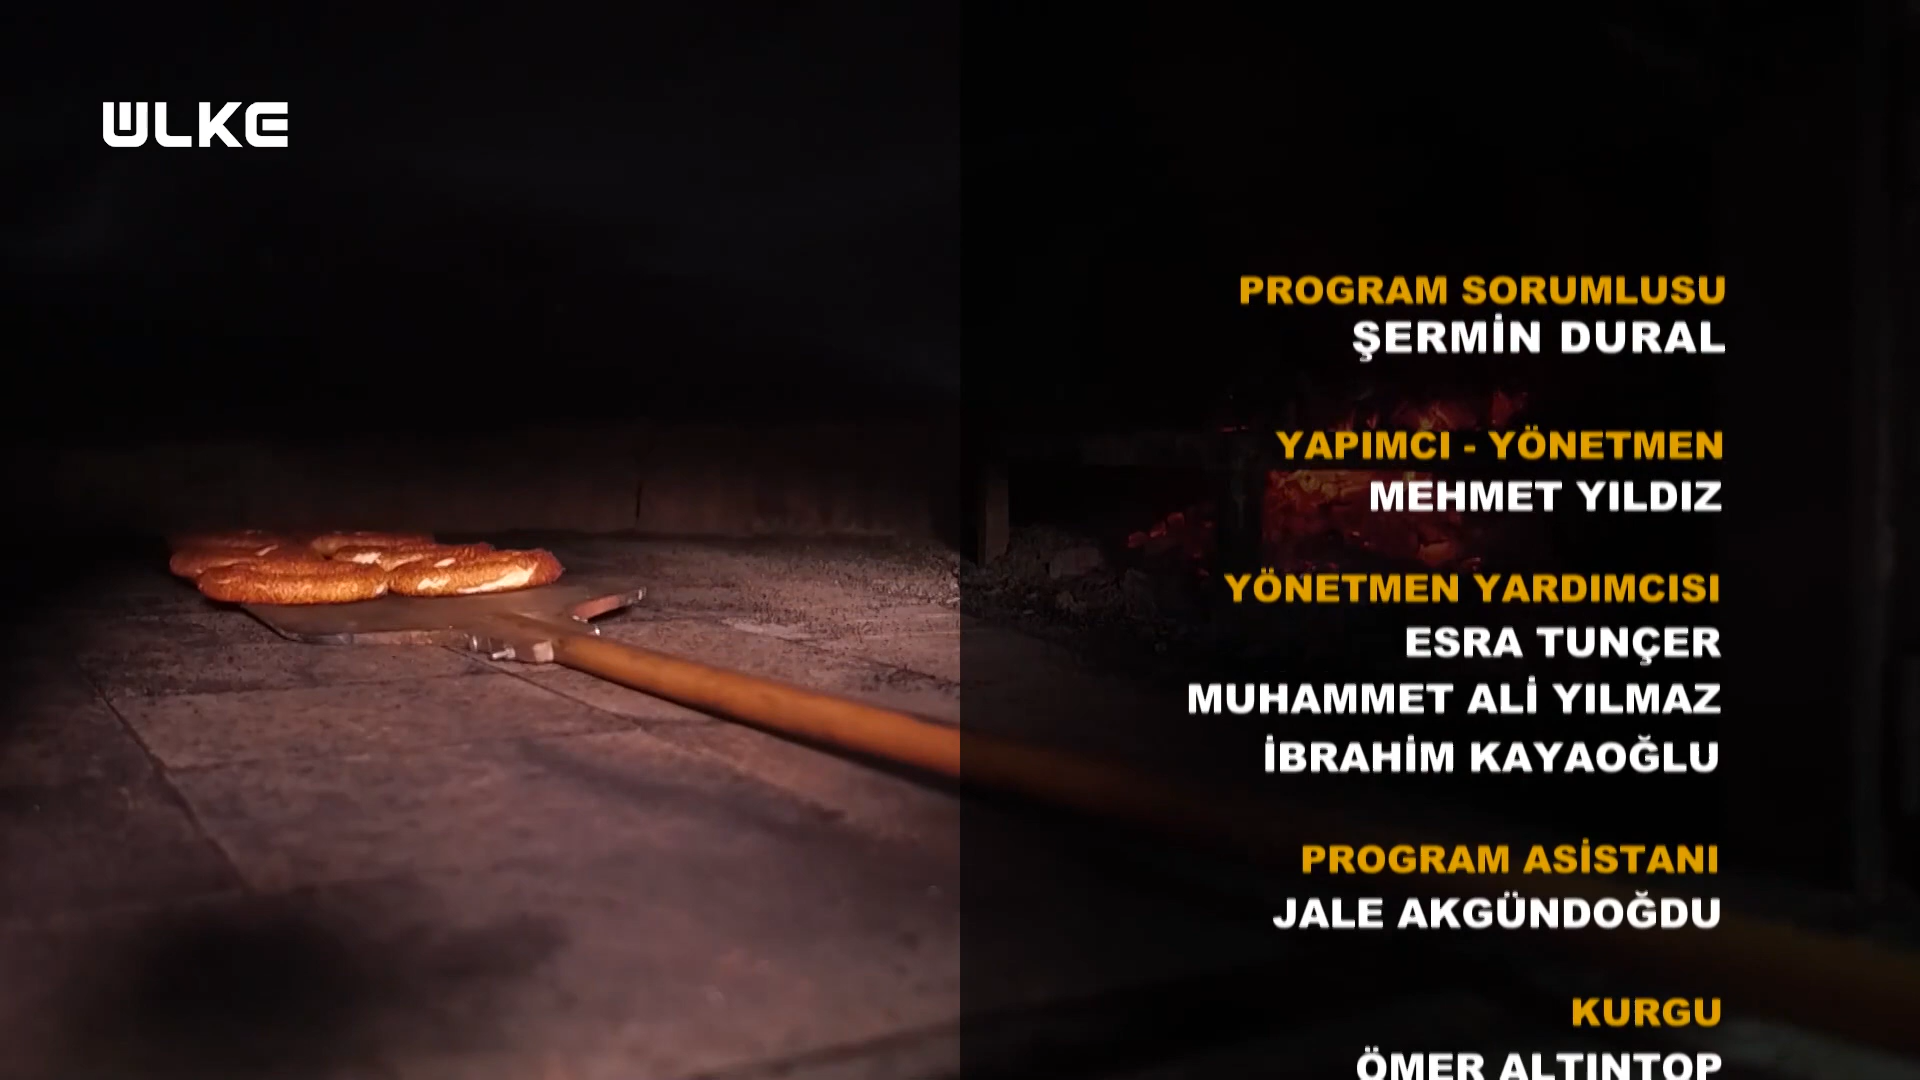 ÜLKE
PROGRAM SORUMLUSU
ŞERMİN DURAL
YAPIMCI - YÖNETMEN
MEHMET YILDIZ
YÖNETMEN YARDIMCISI
ESRA TUNÇER
MUHAMMET ALİ YILMAZ
İBRAHİM KAYAOĞLU
PROGRAM ASİSTANI
JALE AKGÜNDOĞDU
KURGU
ÖMER ALTINTOP